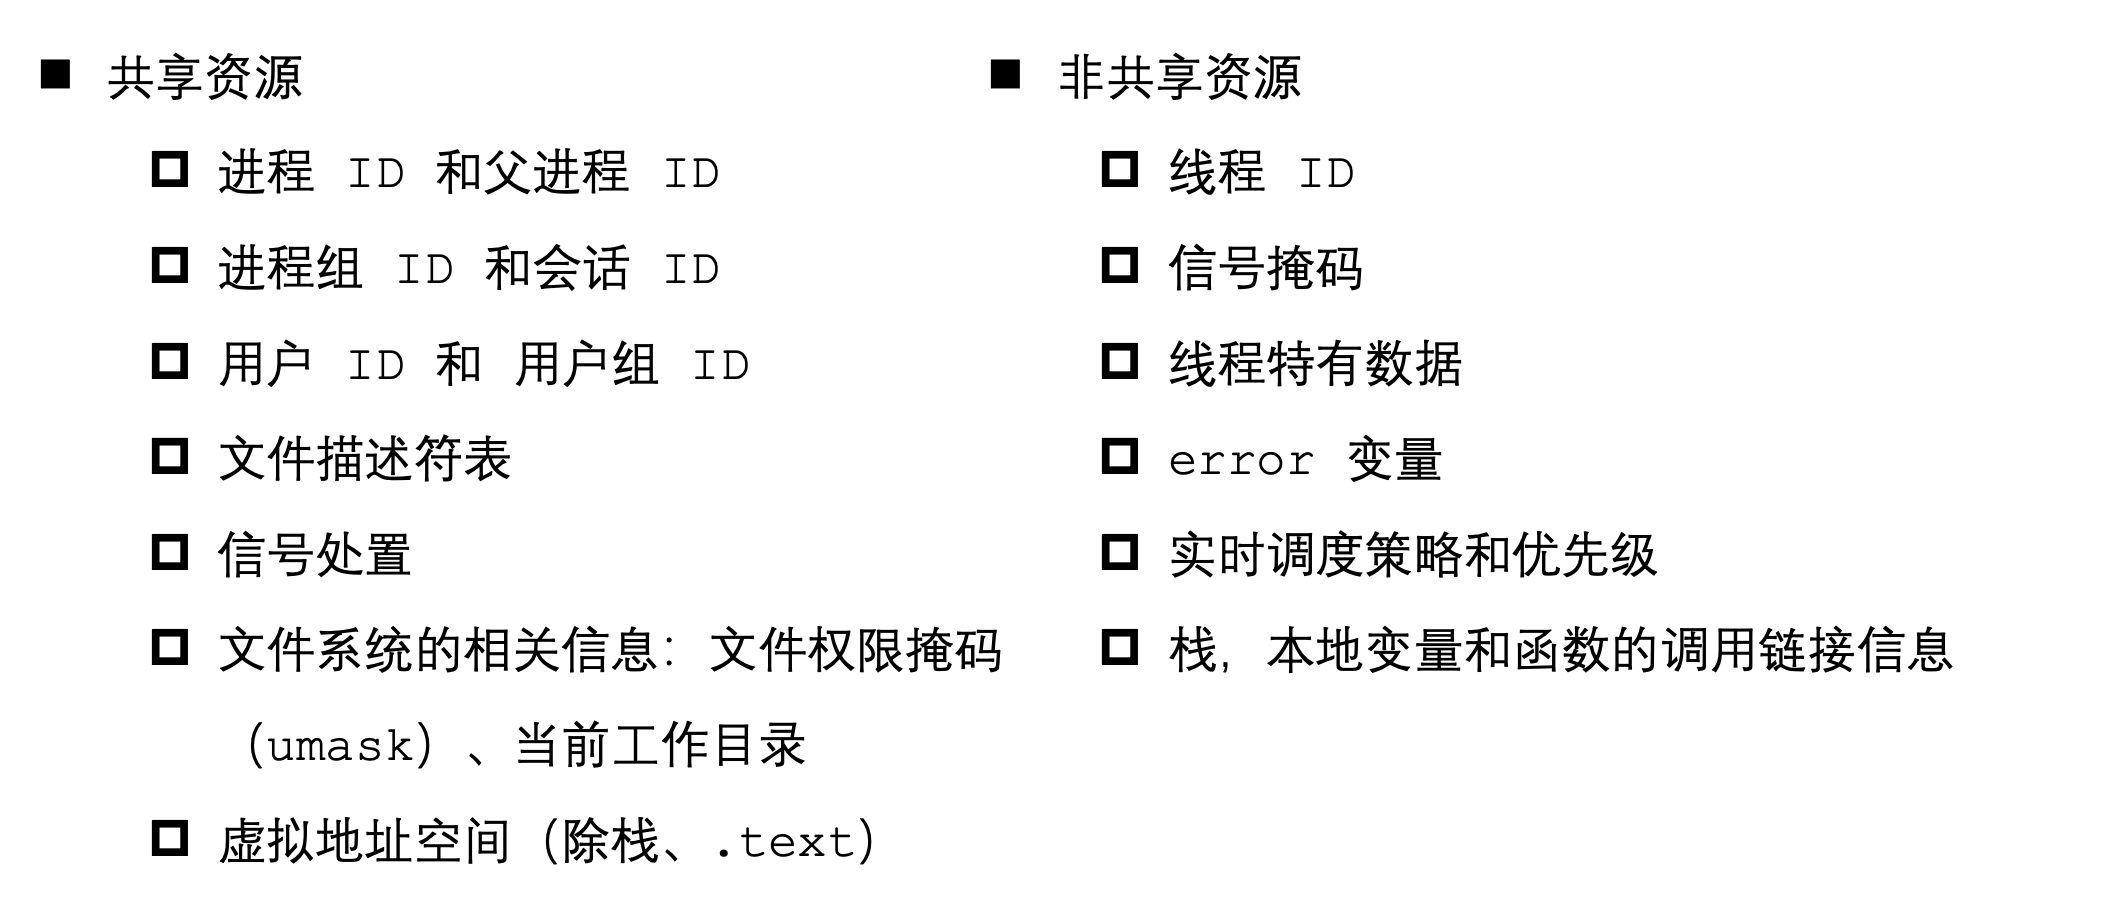 共享资源
进程 ID 和父进程 ID
进程组 ID 和会话 ID
用户 ID 和 用户组 ID
文件描述符表
信号处置
文件系统的相关信息：文件权限掩码
（umask）、当前工作目录
虚拟地址空间（除栈、.text）
非共享资源
线程 ID
信号掩码
线程特有数据
error 变量
实时调度策略和优先级
栈，本地变量和函数的调用链接信息